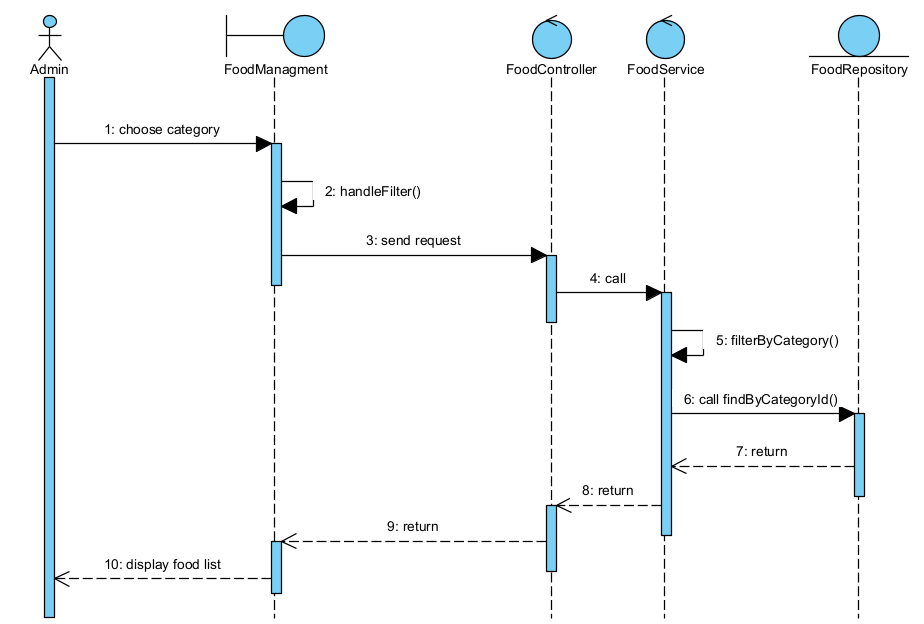 Admin
FoodManagment
FoodController
FoodService
FoodRepository
1: choose category
2: handleFilter()
3: send request
4: call
5: filterByCategory()
6: call findByCategoryId()
7: return
8: return
9: return
10: display food list